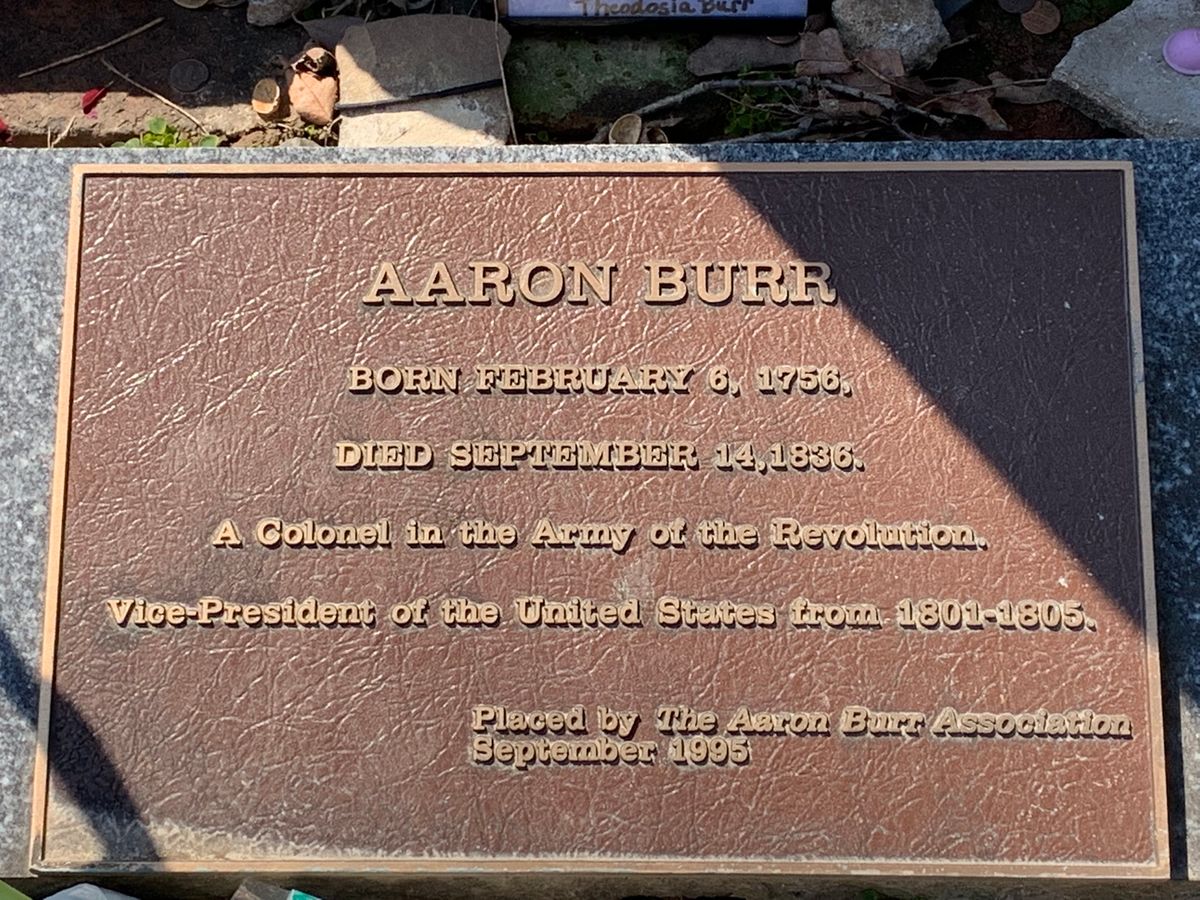 Theodosia Burr
AARON BURR
BORN FEBRUARY 6, 1756,
DIED SEPTEMBER 14,1836.
A Colonel in the Army of the Revolution.
Vice-President of the United States from 1801-1805.
Placed by The Aaron Burr Association
September 1995